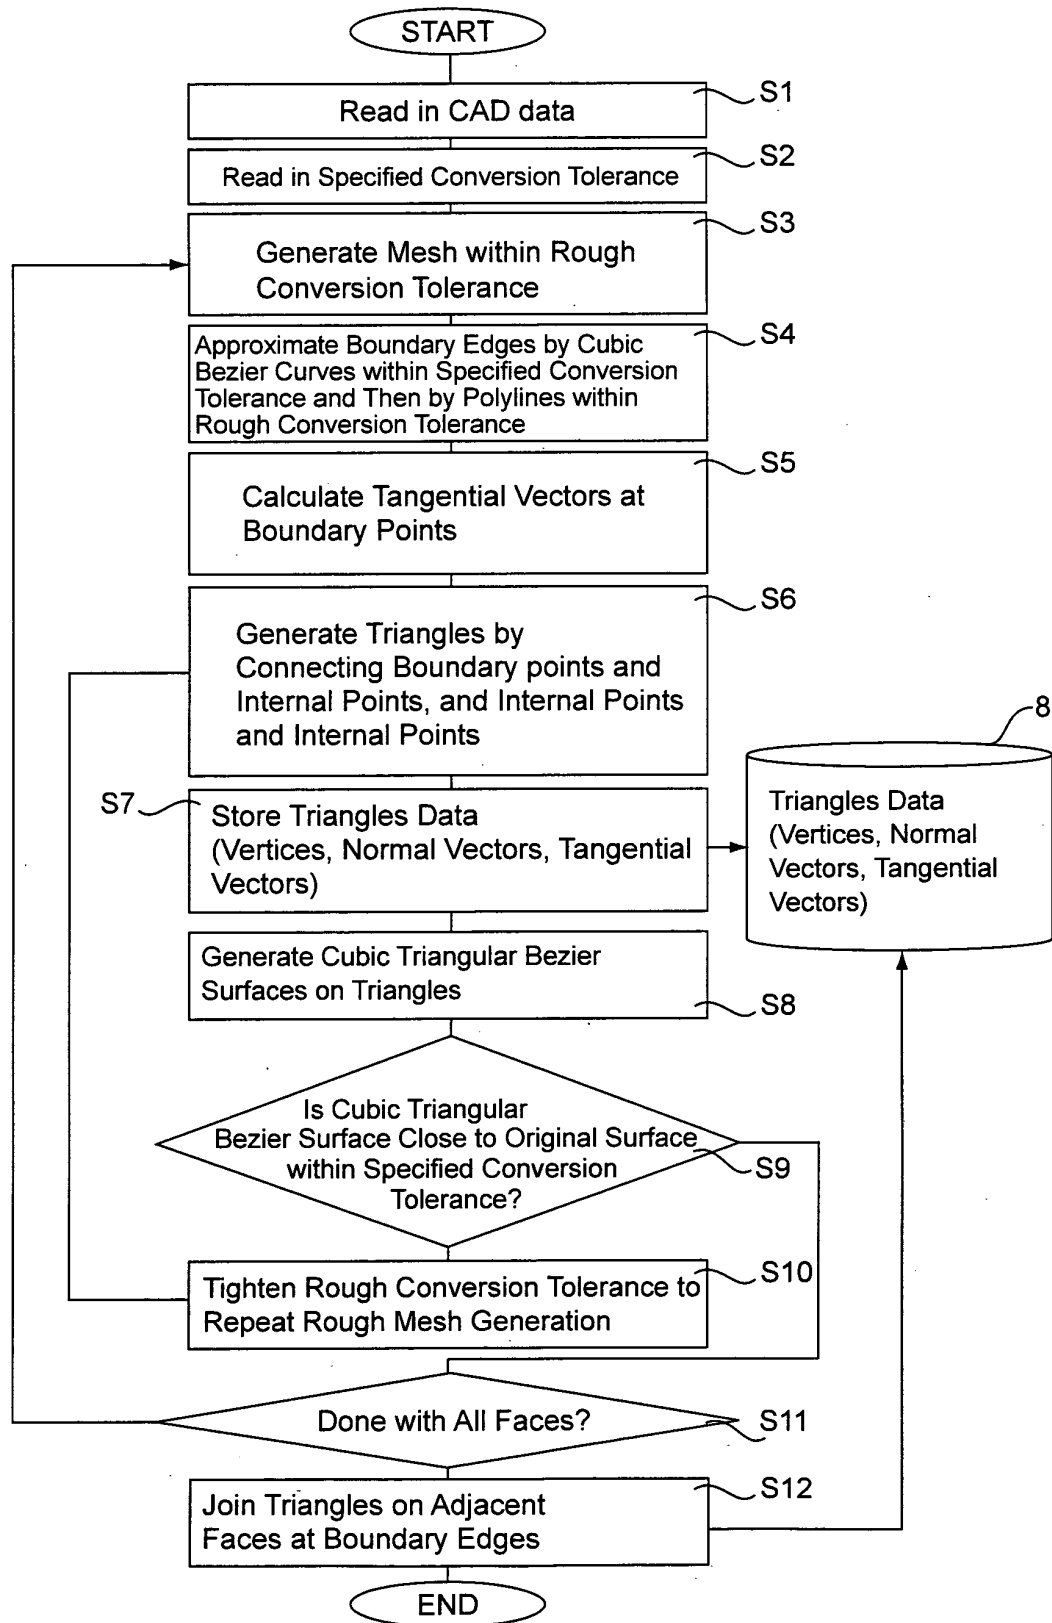 START
S1
Read in CAD data
S2
Read in Specified Conversion Tolerance
S3
Generate Mesh within Rough
Conversion Tolerance
S4
Approximate Boundary Edges by Cubic
Bezier Curves within Specified Conversion
Tolerance and Then by Polylines within
Rough Conversion Tolerance
S5
Calculate Tangential Vectors at
Boundary Points
S6
Generate Triangles by
Connecting Boundary points and
Internal Points, and Internal Points
and Internal Points
S7
Store Triangles Data
(Vertices, Normal Vectors, Tangential
Vectors)
8
Triangles Data
(Vertices, Normal
Vectors, Tangential
Vectors)
Generate Cubic Triangular Bezier
Surfaces on Triangles
S8
Is Cubic Triangular
Bezier Surface Close to Original Surface
within Specified Conversion
Tolerance?
S9
S10
Tighten Rough Conversion Tolerance to
Repeat Rough Mesh Generation
Done with All Faces?
S11
S12
Join Triangles on Adjacent
Faces at Boundary Edges
END